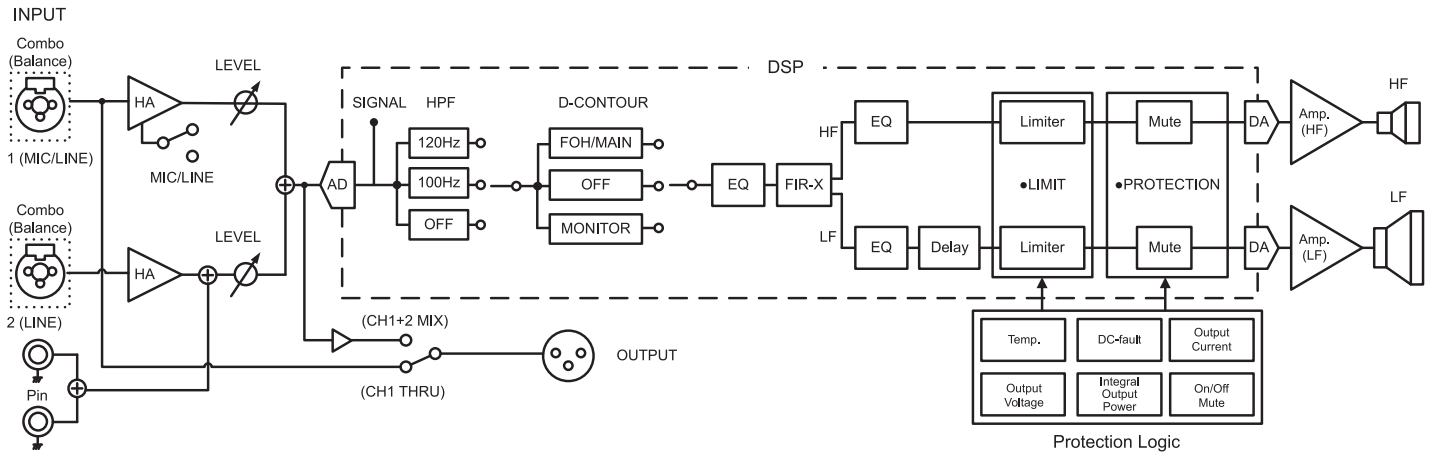 INPUT
Combo
(Balance)
1 (MIC/LINE)
HA
MIC/LINE
LEVEL
Combo
(Balance)
2 (LINE)
HA
LEVEL
Pin
DSP
AD
SIGNAL
HPF
120Hz
100Hz
OFF
D-CONTOUR
FOH/MAIN
OFF
MONITOR
EQ
FIR-X
HF
EQ
LF
EQ
Delay
Limiter
●LIMIT
Limiter
Mute
●PROTECTION
Mute
DA
DA
Amp.
(HF)
HF
Amp.
(LF)
LF
(CH1+2 MIX)
(CH1 THRU)
OUTPUT
Temp.
DC-fault
Output
Current
Output
Voltage
Integral
Output
Power
On/Off
Mute
Protection Logic